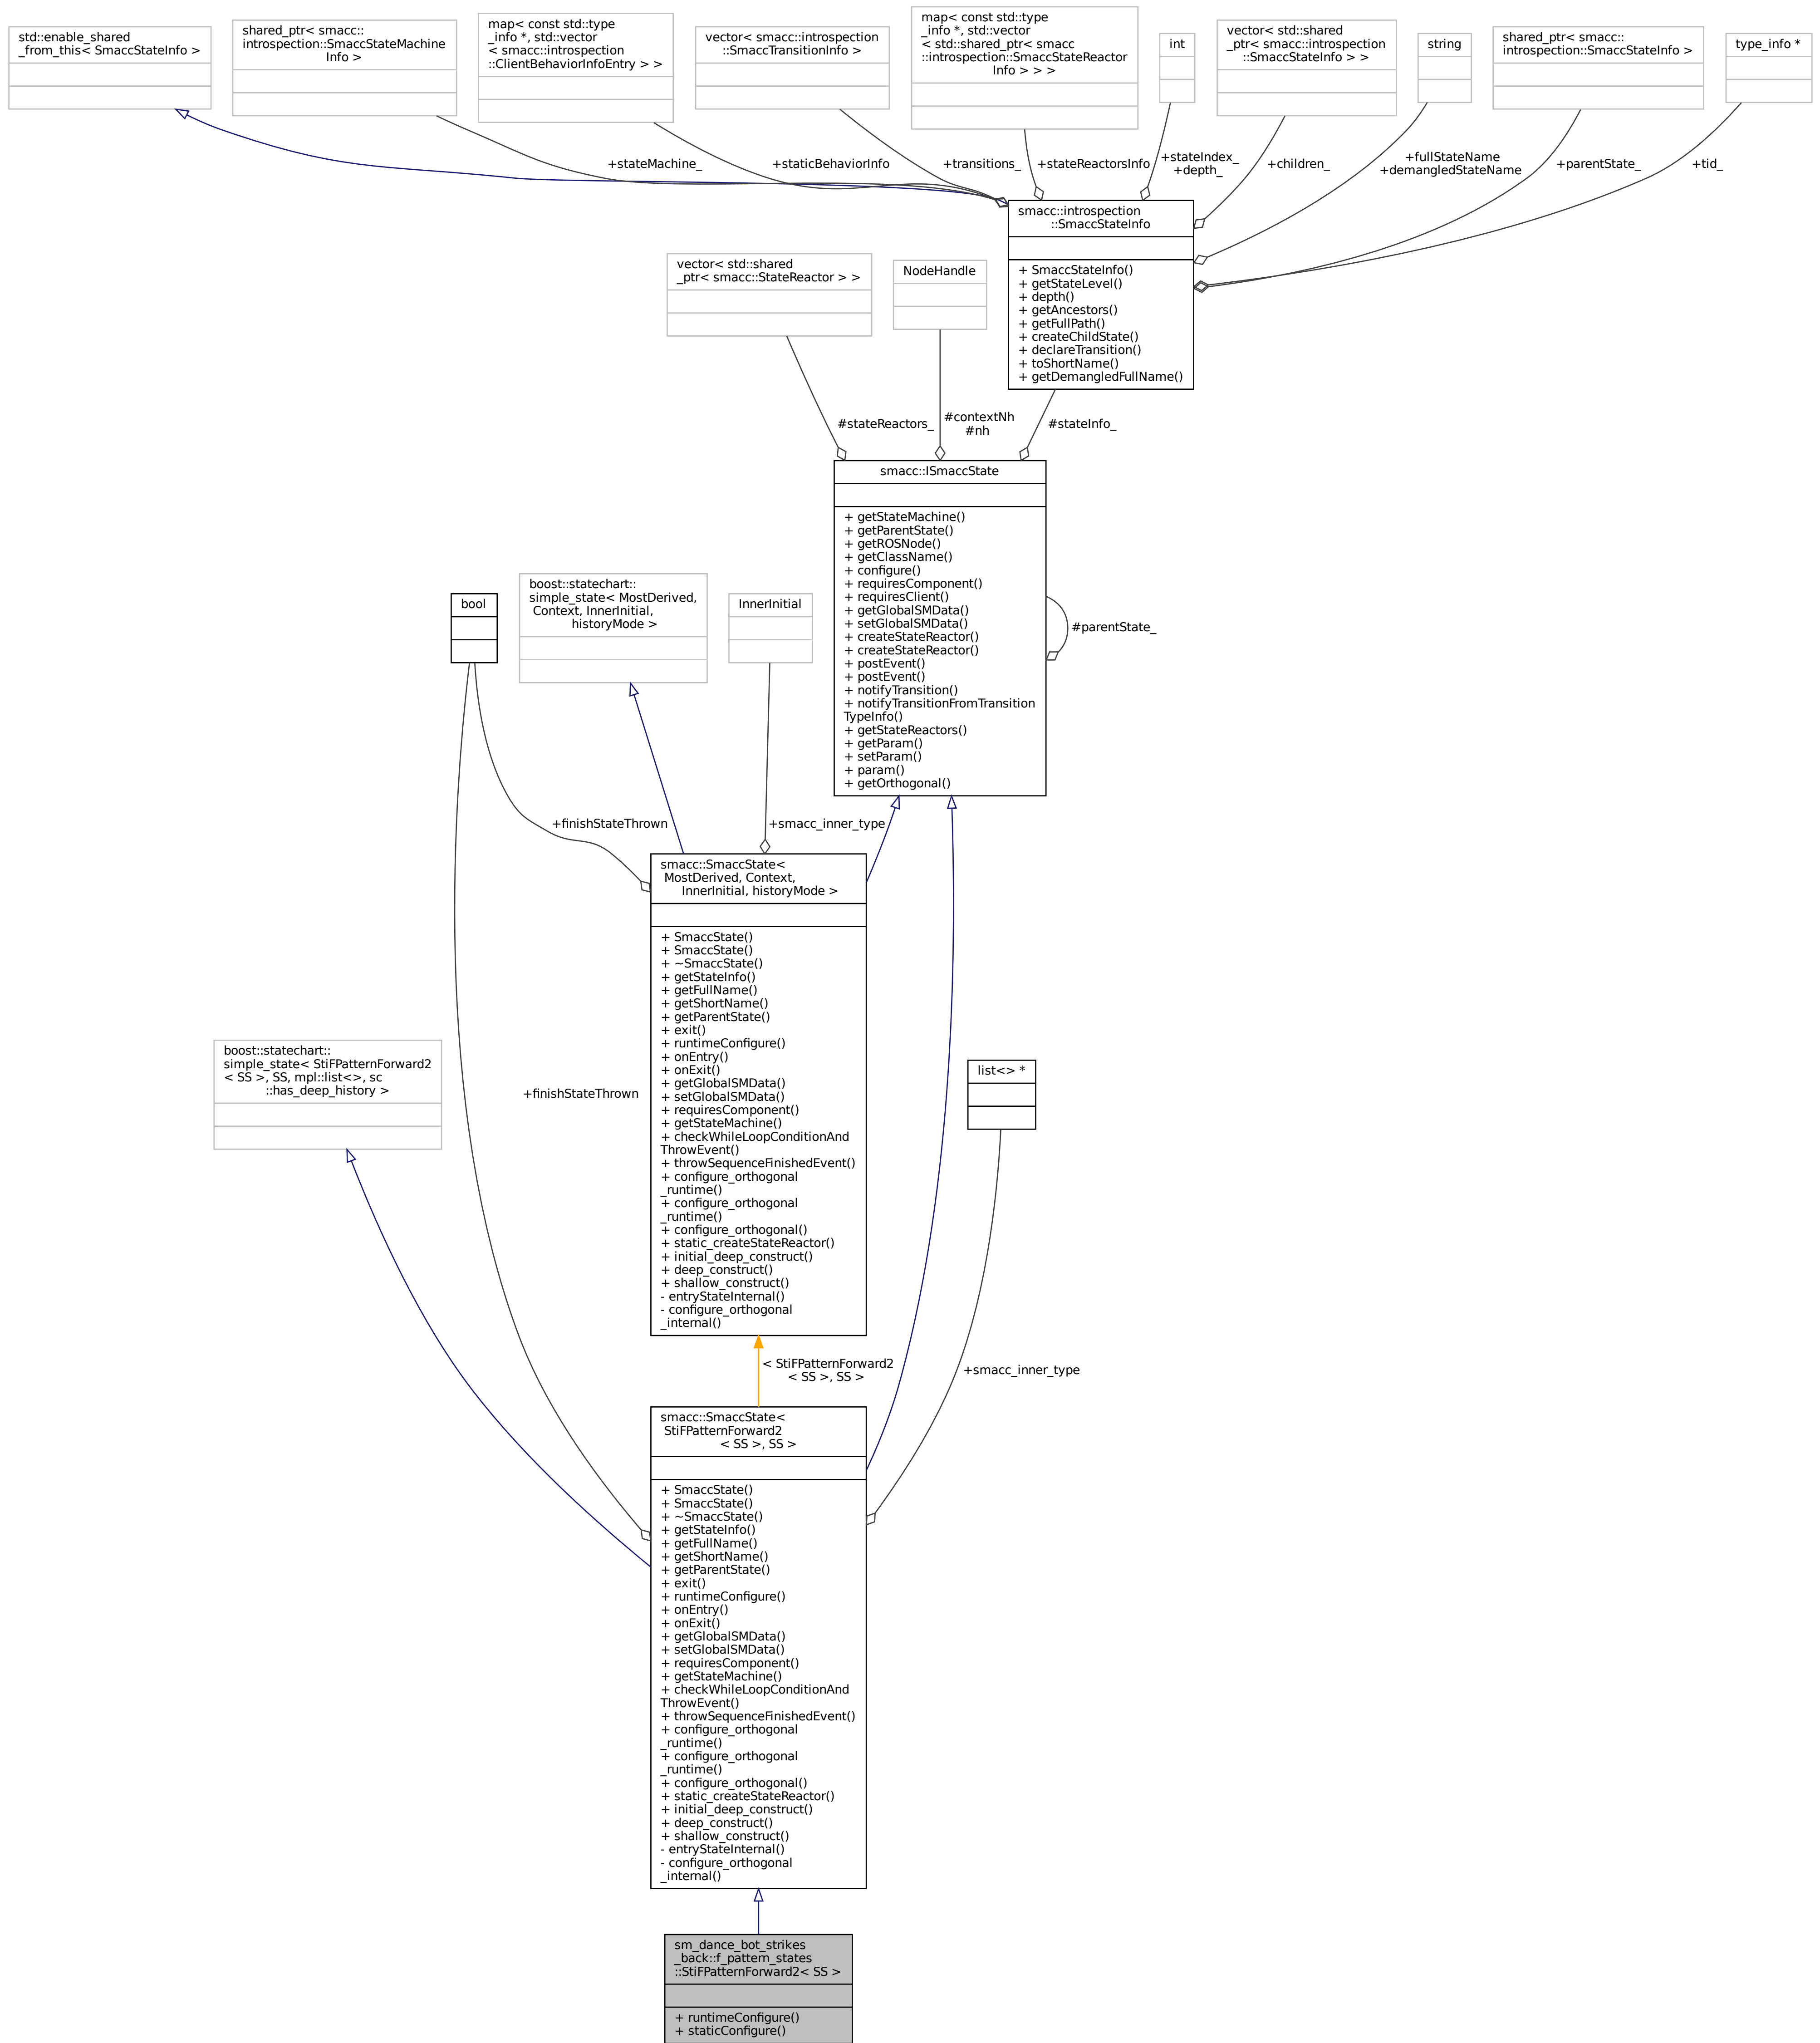 std::enable_shared
_from_this< SmaccStateInfo >
shared_ptr< smacc::
introspection::SmaccStateMachine
Info >
map< const std::type
_info *, std::vector
< smacc::introspection
::ClientBehaviorInfoEntry > >
vector< smacc::introspection
::SmaccTransitionInfo >
map< const std::type
_info *, std::vector
< std::shared_ptr< smacc
::introspection::SmaccStateReactor
Info > > >
int
vector< std::shared
_ptr< smacc::introspection
::SmaccStateInfo > >
string
shared_ptr< smacc::
introspection::SmaccStateInfo >
type_info *
+stateMachine_
+staticBehaviorInfo
+transitions_
+stateReactorsInfo
+stateIndex_
+depth_
+children_
+fullStateName
+demangledStateName
+parentState_
+tid_
smacc::introspection
::SmaccStateInfo
+ SmaccStateInfo()
+ getStateLevel()
+ depth()
+ getAncestors()
+ getFullPath()
+ createChildState()
+ declareTransition()
+ toShortName()
+ getDemangledFullName()
vector< std::shared
_ptr< smacc::StateReactor > >
NodeHandle
#stateReactors_
#contextNh
#nh
#stateInfo_
smacc::ISmaccState
+ getStateMachine()
+ getParentState()
+ getROSNode()
+ getClassName()
+ configure()
+ requiresComponent()
+ requiresClient()
+ getGlobalSMData()
+ setGlobalSMData()
+ createStateReactor()
+ createStateReactor()
+ postEvent()
+ postEvent()
+ notifyTransition()
+ notifyTransitionFromTransition
TypeInfo()
+ getStateReactors()
+ getParam()
+ setParam()
+ param()
+ getOrthogonal()
#parentState_
bool
boost::statechart::
simple_state< MostDerived,
Context, InnerInitial,
historyMode >
InnerInitial
+finishStateThrown
+smacc_inner_type
smacc::SmaccState<
MostDerived, Context,
InnerInitial, historyMode >
+ SmaccState()
+ SmaccState()
+ ~SmaccState()
+ getStateInfo()
+ getFullName()
+ getShortName()
+ getParentState()
+ exit()
+ runtimeConfigure()
+ onEntry()
+ onExit()
+ getGlobalSMData()
+ setGlobalSMData()
+ requiresComponent()
+ getStateMachine()
+ checkWhileLoopConditionAnd
ThrowEvent()
+ throwSequenceFinishedEvent()
+ configure_orthogonal
_runtime()
+ configure_orthogonal
_runtime()
+ configure_orthogonal()
+ static_createStateReactor()
+ initial_deep_construct()
+ deep_construct()
+ shallow_construct()
- entryStateInternal()
- configure_orthogonal
_internal()
boost::statechart::
simple_state< StiFPatternForward2
< SS >, SS, mpl::list<>, sc
::has_deep_history >
+finishStateThrown
list<> *
< StiFPatternForward2
< SS >, SS >
+smacc_inner_type
smacc::SmaccState<
StiFPatternForward2
< SS >, SS >
+ SmaccState()
+ SmaccState()
+ ~SmaccState()
+ getStateInfo()
+ getFullName()
+ getShortName()
+ getParentState()
+ exit()
+ runtimeConfigure()
+ onEntry()
+ onExit()
+ getGlobalSMData()
+ setGlobalSMData()
+ requiresComponent()
+ getStateMachine()
+ checkWhileLoopConditionAnd
ThrowEvent()
+ throwSequenceFinishedEvent()
+ configure_orthogonal
_runtime()
+ configure_orthogonal
_runtime()
+ configure_orthogonal()
+ static_createStateReactor()
+ initial_deep_construct()
+ deep_construct()
+ shallow_construct()
- entryStateInternal()
- configure_orthogonal
_internal()
sm_dance_bot_strikes
_back::f_pattern_states
::StiFPatternForward2< SS >
+ runtimeConfigure()
+ staticConfigure()